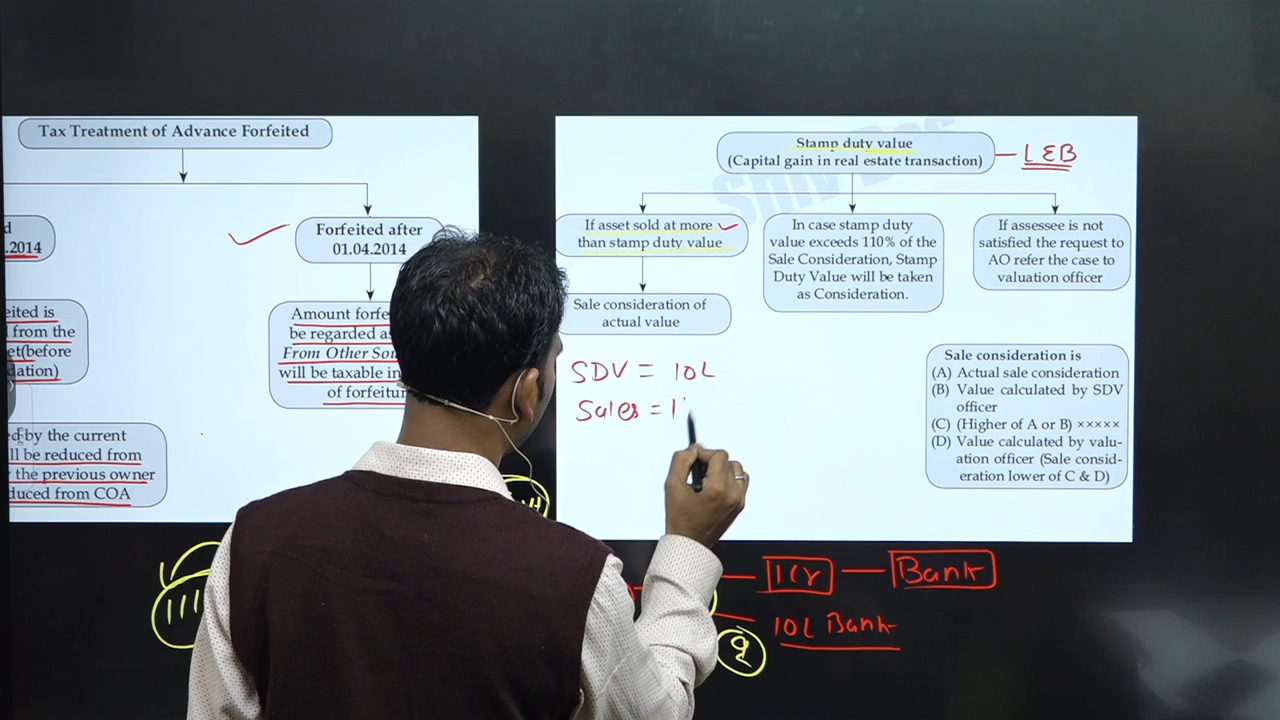 Tax Treatment of Advance Forfeited
d
.2014
Forfeited after
01.04.2014
eited is
from the
et(before
dation)
Amount forfe
be regarded as
From Other Sou
will be taxable in
of forfeitur
ed by the current
ll be reduced from
the previous owner
duced from COA
Stamp duty value
(Capital gain in real estate transaction)
L&B
If asset sold at more
than stamp duty value
Sale consideration of
actual value
In case stamp duty
value exceeds 110% of the
Sale Consideration, Stamp
Duty Value will be taken
as Consideration.
If assessee is not
satisfied the request to
AO refer the case to
valuation officer
Sale consideration is
(A) Actual sale consideration
(B) Value calculated by SDV
officer
(C) (Higher of A or B) ×××××
(D) Value calculated by valu-
ation officer (Sale consid-
eration lower of C & D)
SDV = 10L
Sales = 1
1Cr
Bank
10L Bank